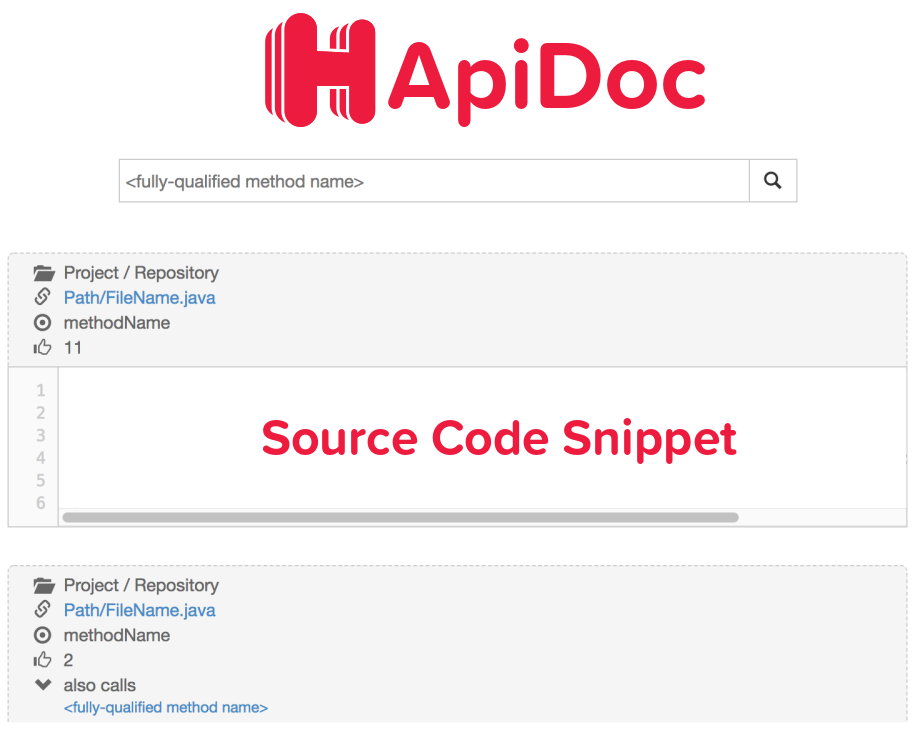 HApiDoc
<fully-qualified method name>
Project / Repository
Path/FileName.java
methodName
11
1
2
3
4
5
6
Source Code Snippet
Project / Repository
Path/FileName.java
methodName
2
also calls
<fully-qualified method name>